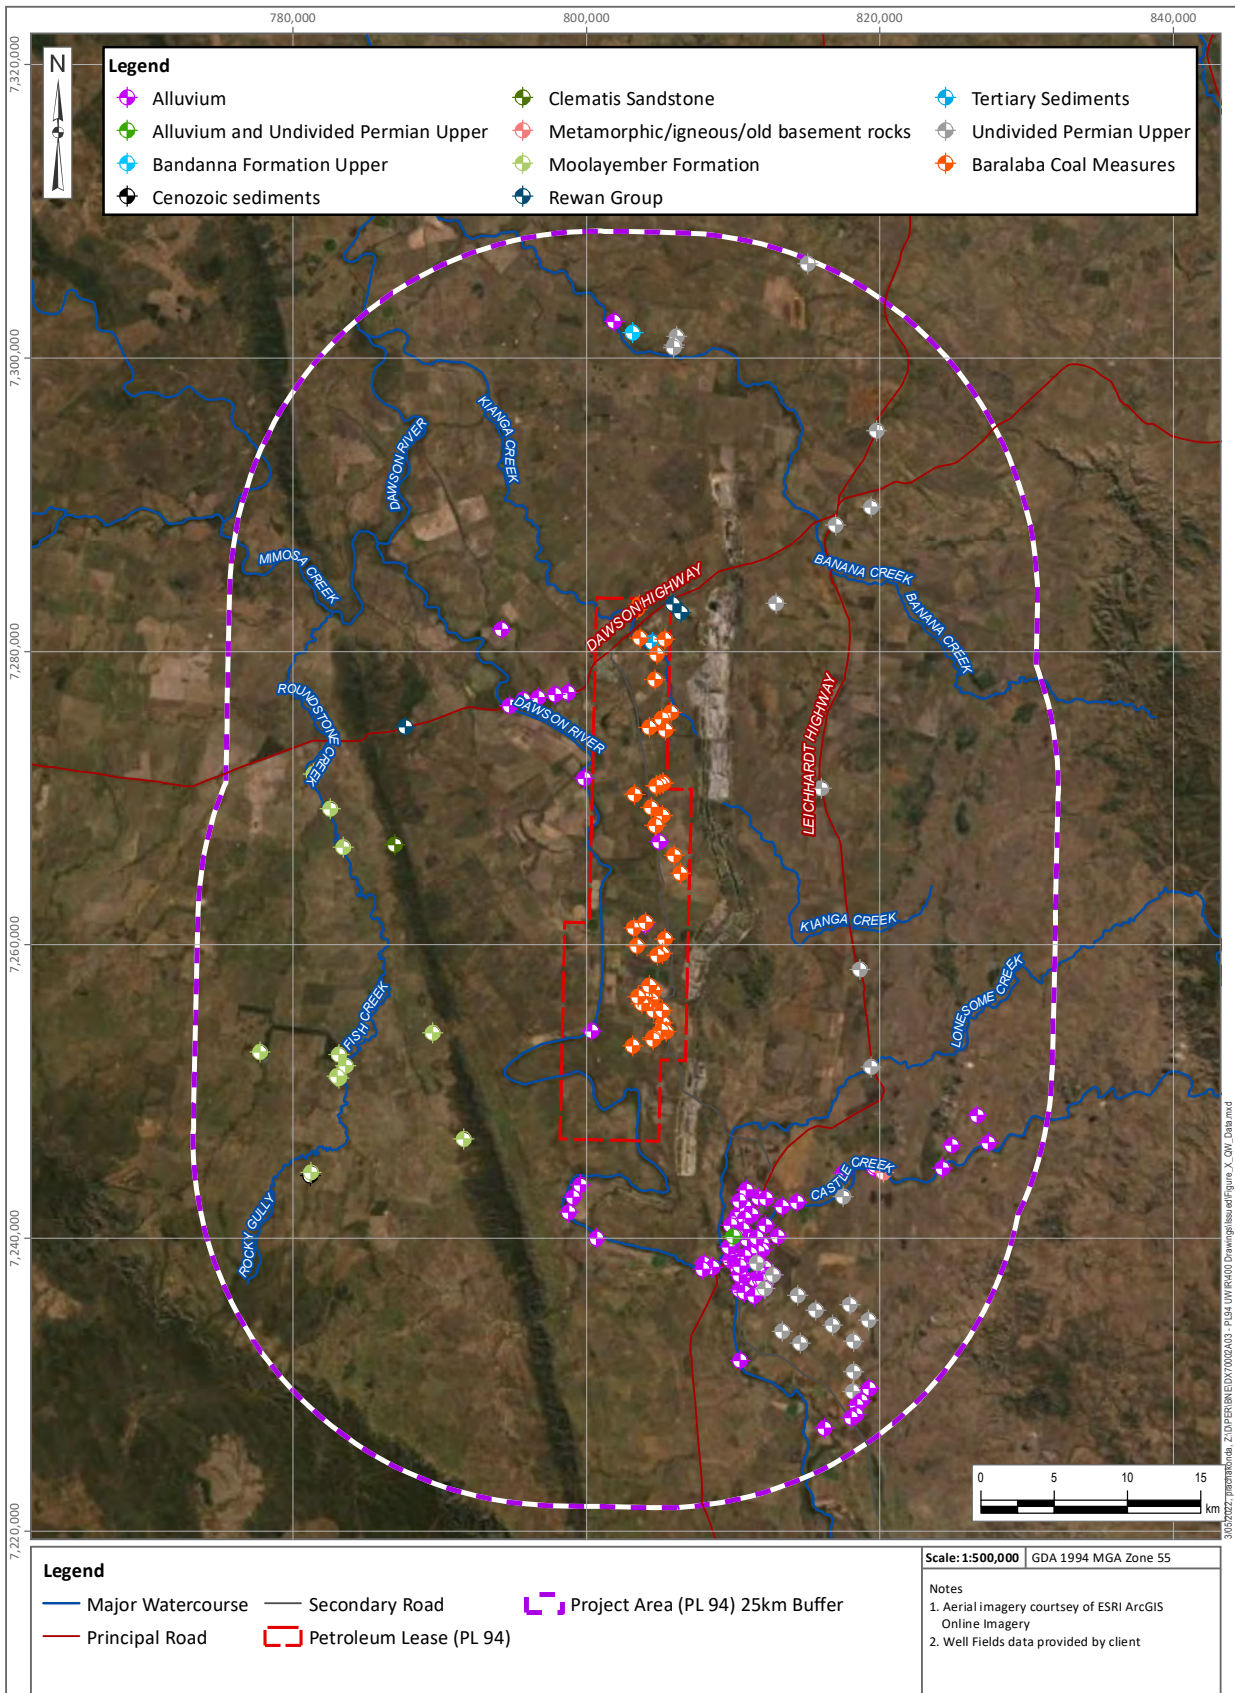 780,000
800,000
820,000
840,000
7,320,000
7,300,000
7,280,000
7,260,000
7,240,000
7,220,000
N
Legend
Alluvium
Alluvium and Undivided Permian Upper
Bandanna Formation Upper
Cenozoic sediments
Clematis Sandstone
Metamorphic/igneous/old basement rocks
Moolayember Formation
Rewan Group
Tertiary Sediments
Undivided Permian Upper
Baralaba Coal Measures
KIANGA CREEK
DAWSON RIVER
MIMOSA CREEK
BANANA CREEK
BANANA CREEK
DAWSON HIGHWAY
ROUNDSTONE CREEK
DAWSON RIVER
LEICHHARDT HIGHWAY
KIANGA CREEK
LONESOME CREEK
FISH CREEK
CASTLE CREEK
ROCKY GULLY
0 5 10 15
km
Legend
Major Watercourse
Principal Road
Secondary Road
Petroleum Lease (PL 94)
Project Area (PL 94) 25km Buffer
Scale: 1:500,000
GDA 1994 MGA Zone 55
Notes
1. Aerial imagery courtsey of ESRI ArcGIS
Online Imagery
2. Well Fields data provided by client